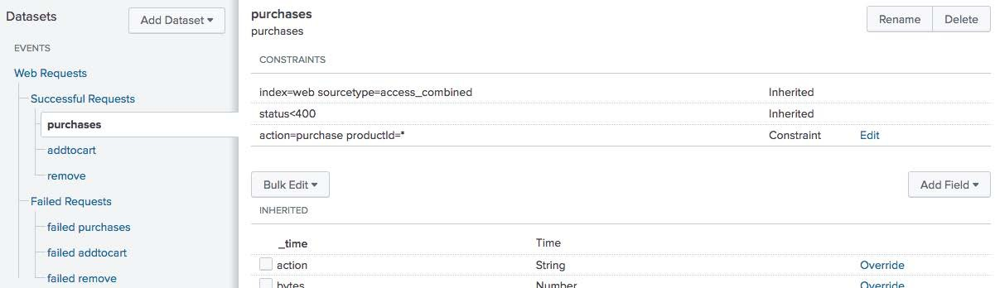 Datasets
Add Dataset ▾
EVENTS
Web Requests
Successful Requests
purchases
addtocart
remove
Failed Requests
failed purchases
failed addtocart
failed remove
purchases
Rename Delete
purchases
CONSTRAINTS
index=web sourcetype=access_combined Inherited
status<400 Inherited
action=purchase productId=* Constraint Edit
Bulk Edit ▾ Add Field ▾
INHERITED
_time Time
action String Override
bytes Number Override